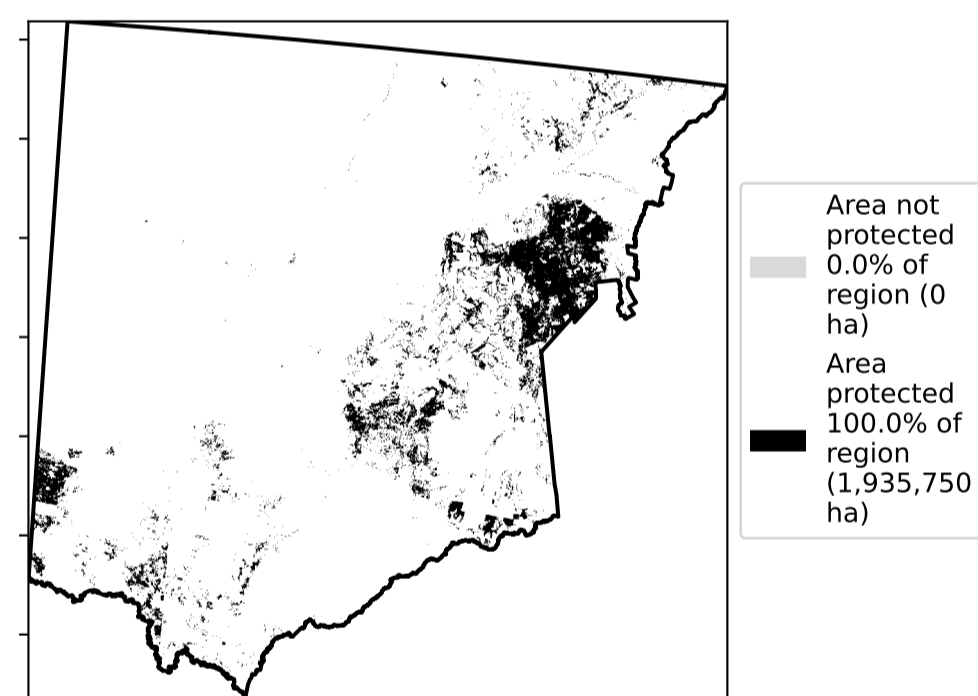 Area not
protected
0.0% of
region (0
ha)
Area
protected
100.0% of
region
(1,935,750
ha)